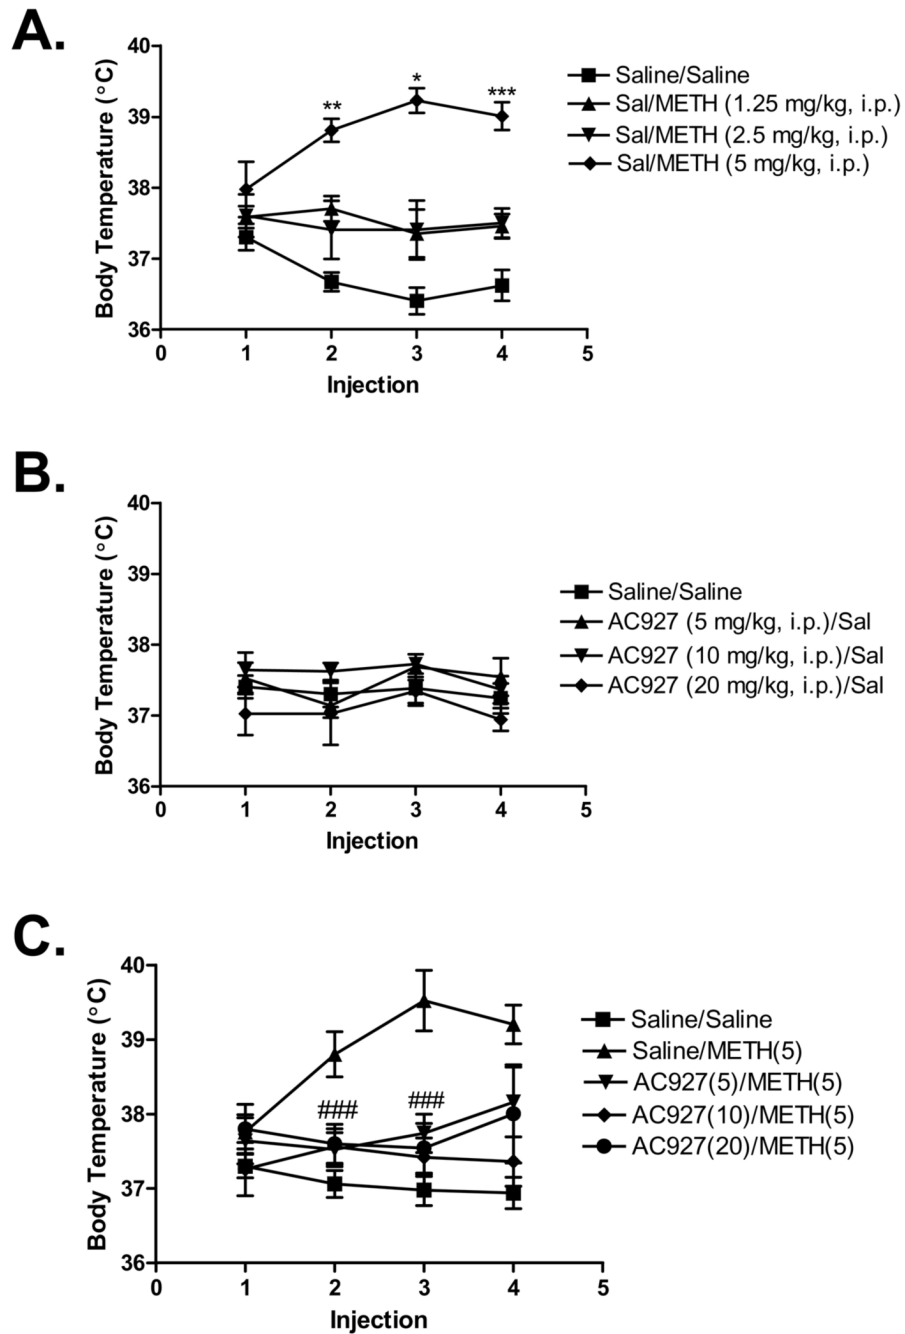 A.
40
39
38
37
36
0
1
2
3
4
5
Body Temperature (°C)
Injection
**
*
***
Saline/Saline
Sal/METH (1.25 mg/kg, i.p.)
Sal/METH (2.5 mg/kg, i.p.)
Sal/METH (5 mg/kg, i.p.)
B.
40
39
38
37
36
0
1
2
3
4
5
Body Temperature (°C)
Injection
Saline/Saline
AC927 (5 mg/kg, i.p.)/Sal
AC927 (10 mg/kg, i.p.)/Sal
AC927 (20 mg/kg, i.p.)/Sal
C.
40
39
38
37
36
0
1
2
3
4
5
Body Temperature (°C)
Injection
###
###
Saline/Saline
Saline/METH(5)
AC927(5)/METH(5)
AC927(10)/METH(5)
AC927(20)/METH(5)